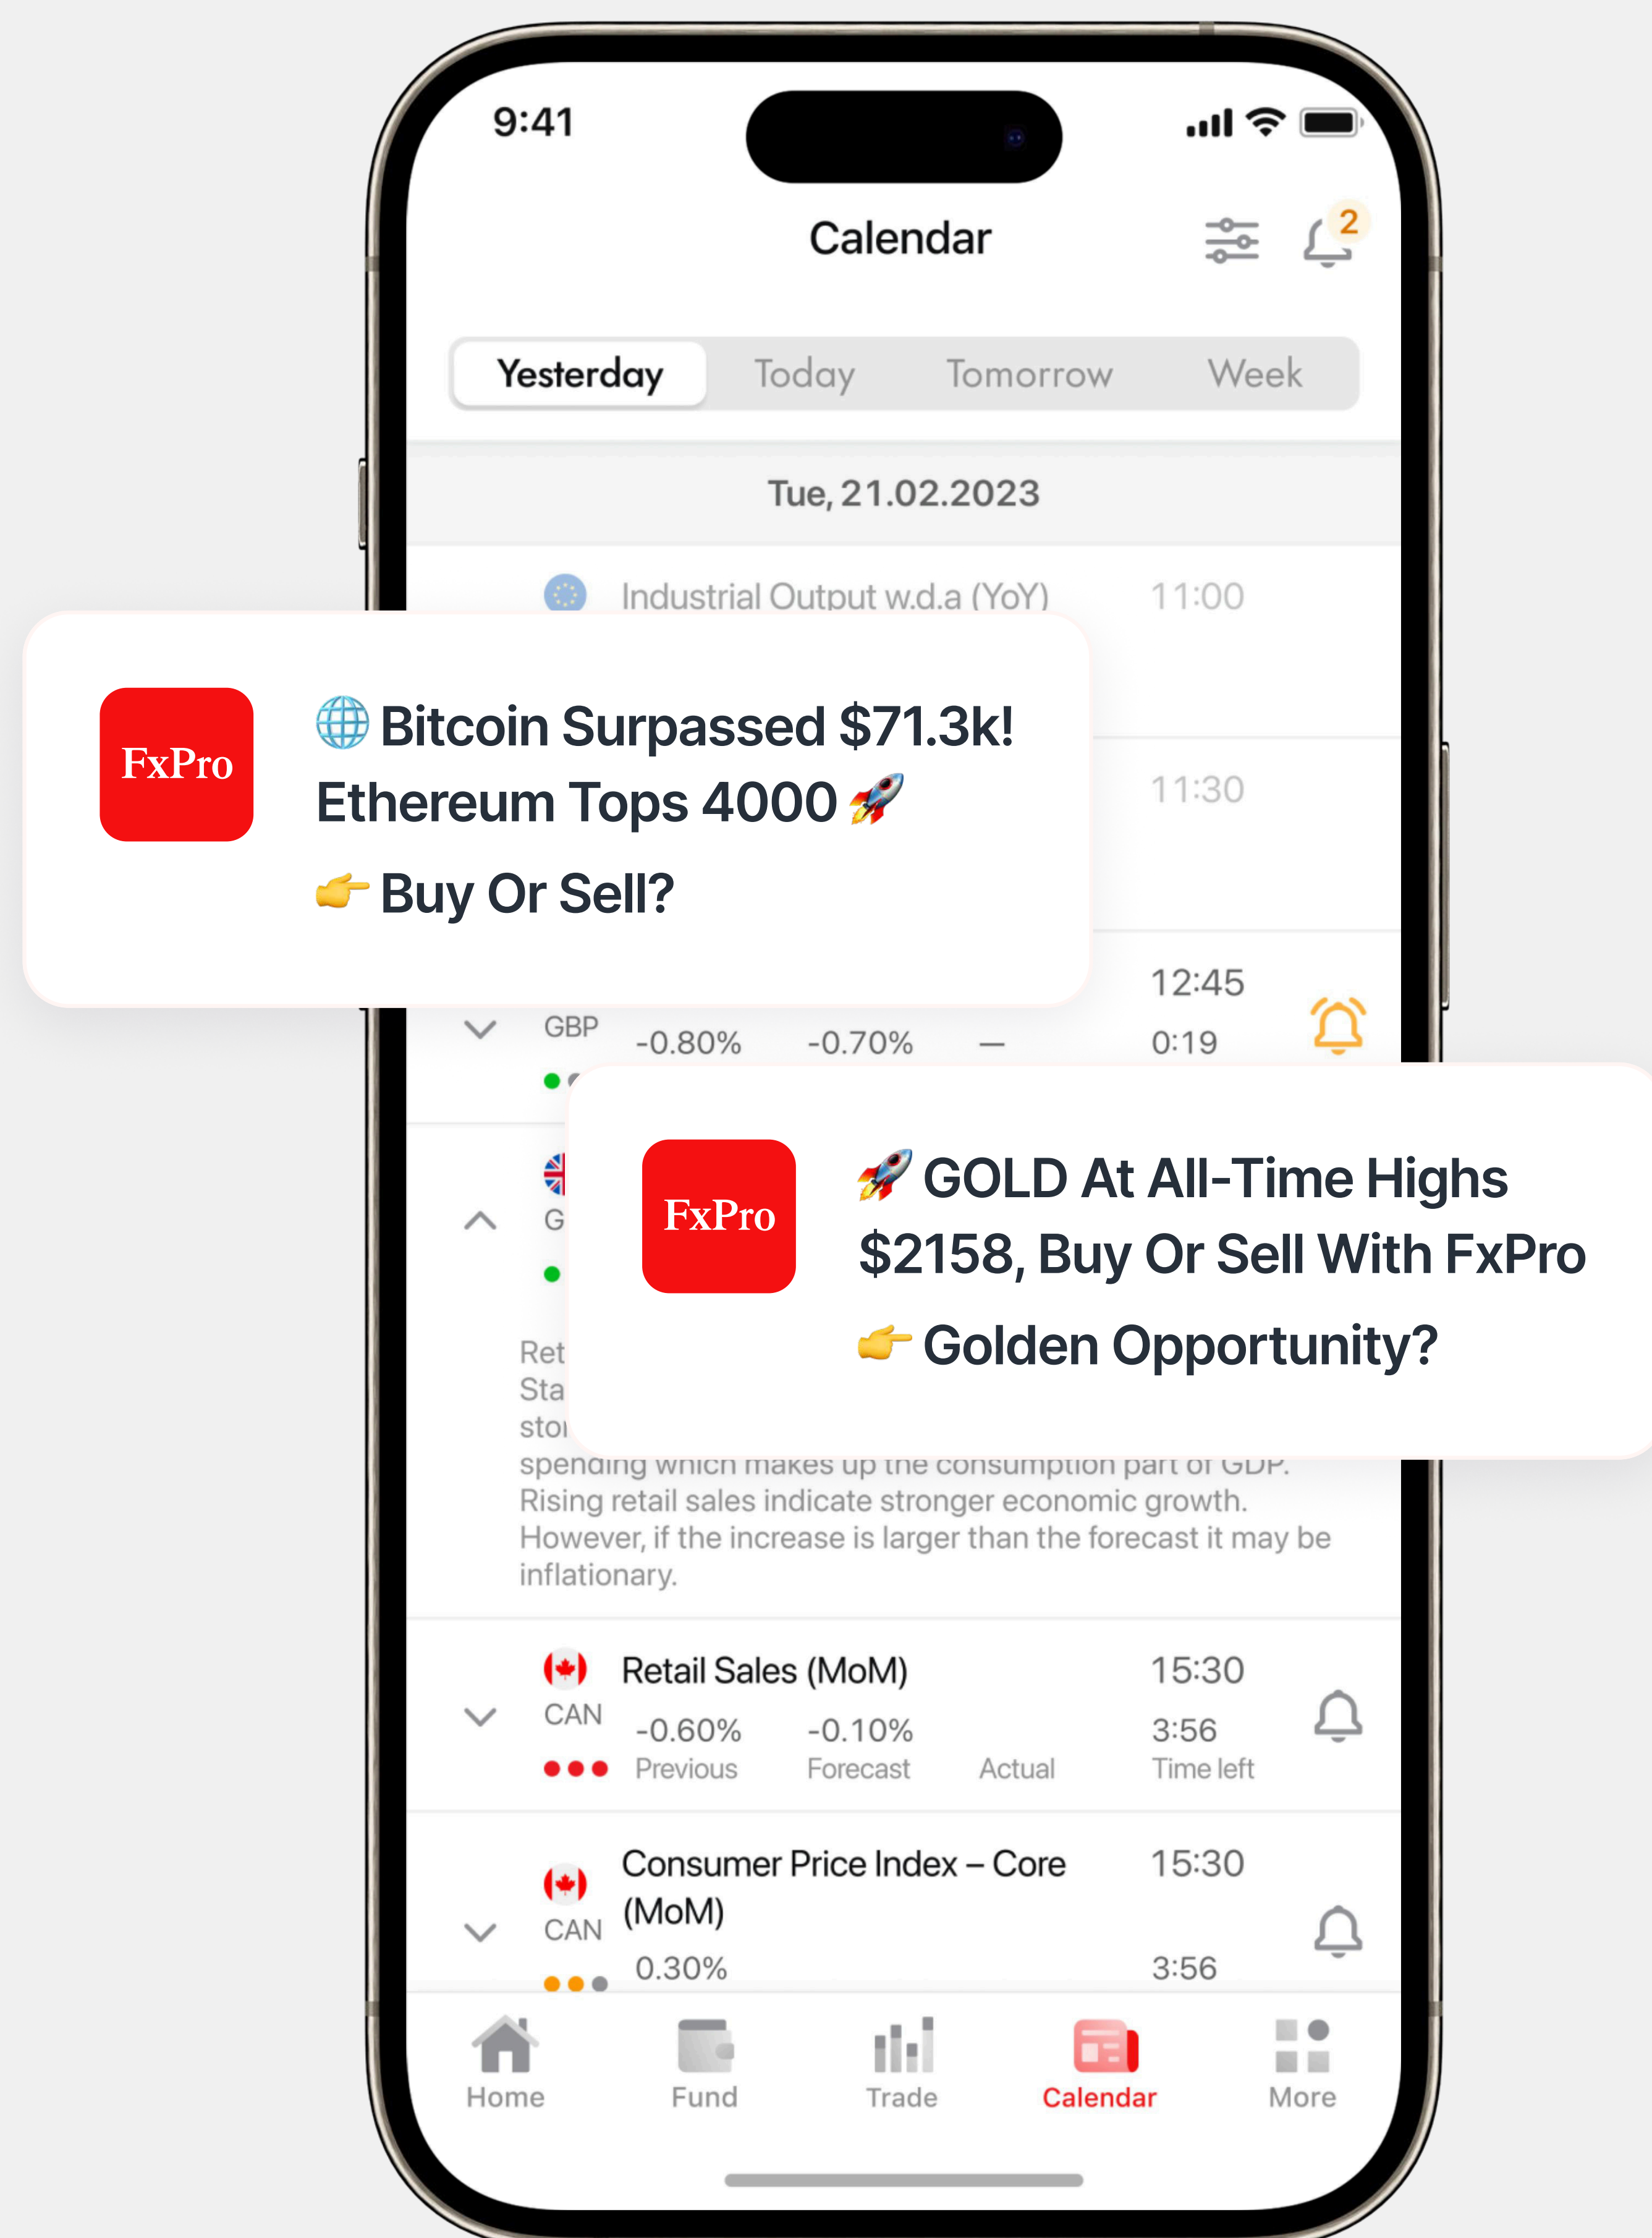 9:41
Calendar
2
Yesterday Today Tomorrow Week
Tue, 21.02.2023
Industrial Output w.d.a (YoY) 11:00
FxPro
🌐 Bitcoin Surpassed $71.3k!
Ethereum Tops 4000 🚀
👉 Buy Or Sell?
11:30
12:45
GBP -0.80% -0.70% — 0:19
FxPro
🚀 GOLD At All-Time Highs
$2158, Buy Or Sell With FxPro
👉 Golden Opportunity?
spending which makes up the consumption part of GDP.
Rising retail sales indicate stronger economic growth.
However, if the increase is larger than the forecast it may be
inflationary.
Retail Sales (MoM) 15:30
CAN -0.60% -0.10% 3:56
Previous Forecast Actual Time left
Consumer Price Index – Core 15:30
(MoM)
CAN
0.30% 3:56
Home Fund Trade Calendar More